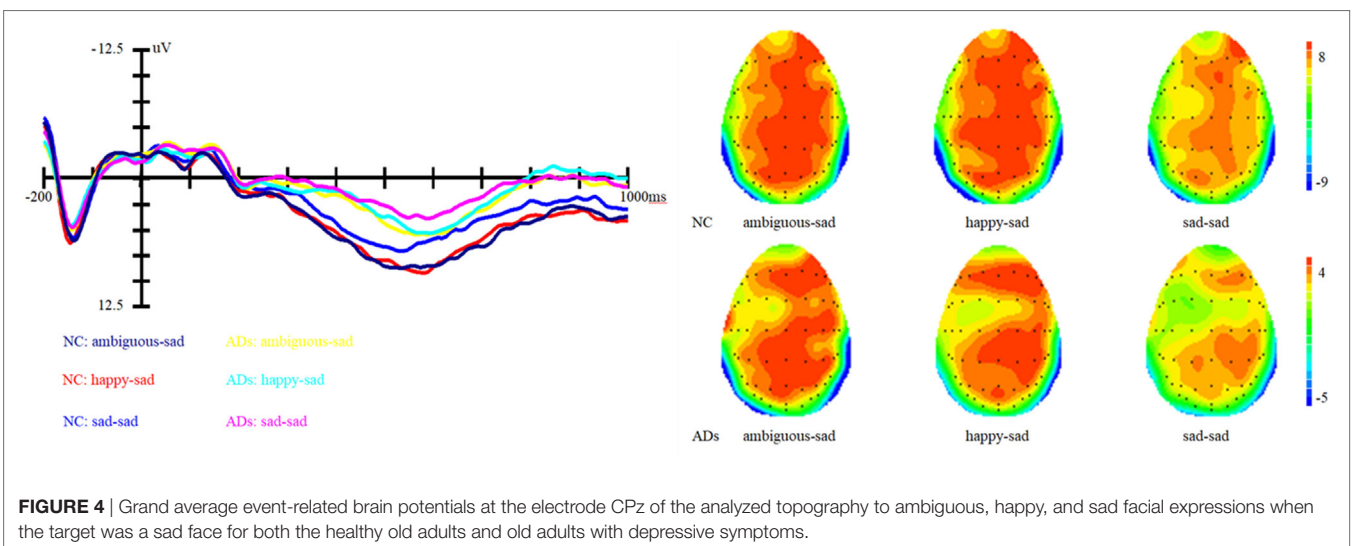 -12.5
uV
-200
1000ms
12.5
NC: ambiguous-sad
ADs: ambiguous-sad
NC: happy-sad
ADs: happy-sad
NC: sad-sad
ADs: sad-sad
8
-9
NC
ambiguous-sad
happy-sad
sad-sad
4
-5
ADs
ambiguous-sad
happy-sad
sad-sad
FIGURE 4 | Grand average event-related brain potentials at the electrode CPz of the analyzed topography to ambiguous, happy, and sad facial expressions when
the target was a sad face for both the healthy old adults and old adults with depressive symptoms.